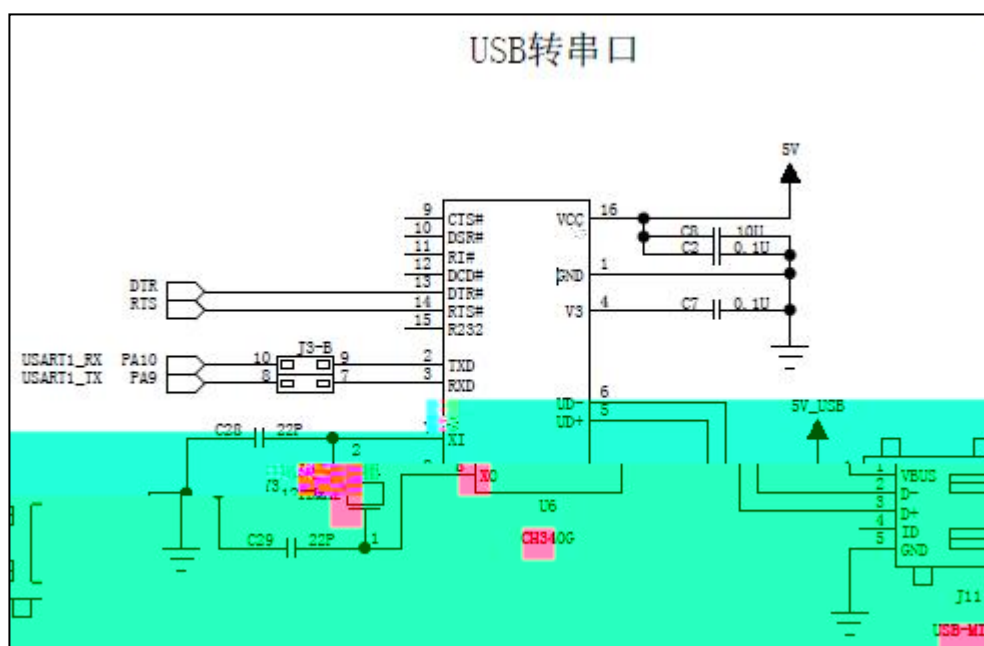 USB转串口
5V
9 CTS# VCC 16
10 DSR# C8 10U
11 RI# C2 0.1U
12 DCD# GND 1
DTR 13 DTR#
RTS 14 RTS# V3 4 C7 0.1U
15 R232
J3-B
USART1_RX PA10 10 9 2 TXD
USART1_TX PA9 8 7 3 RXD
UD- 6
UD+ 5 5V_USB
C28 22P XI
2
XO 1 VBUS
2 D-
U6 3 D+
4 ID
C29 22P 1 CH340G 5 GND
J11